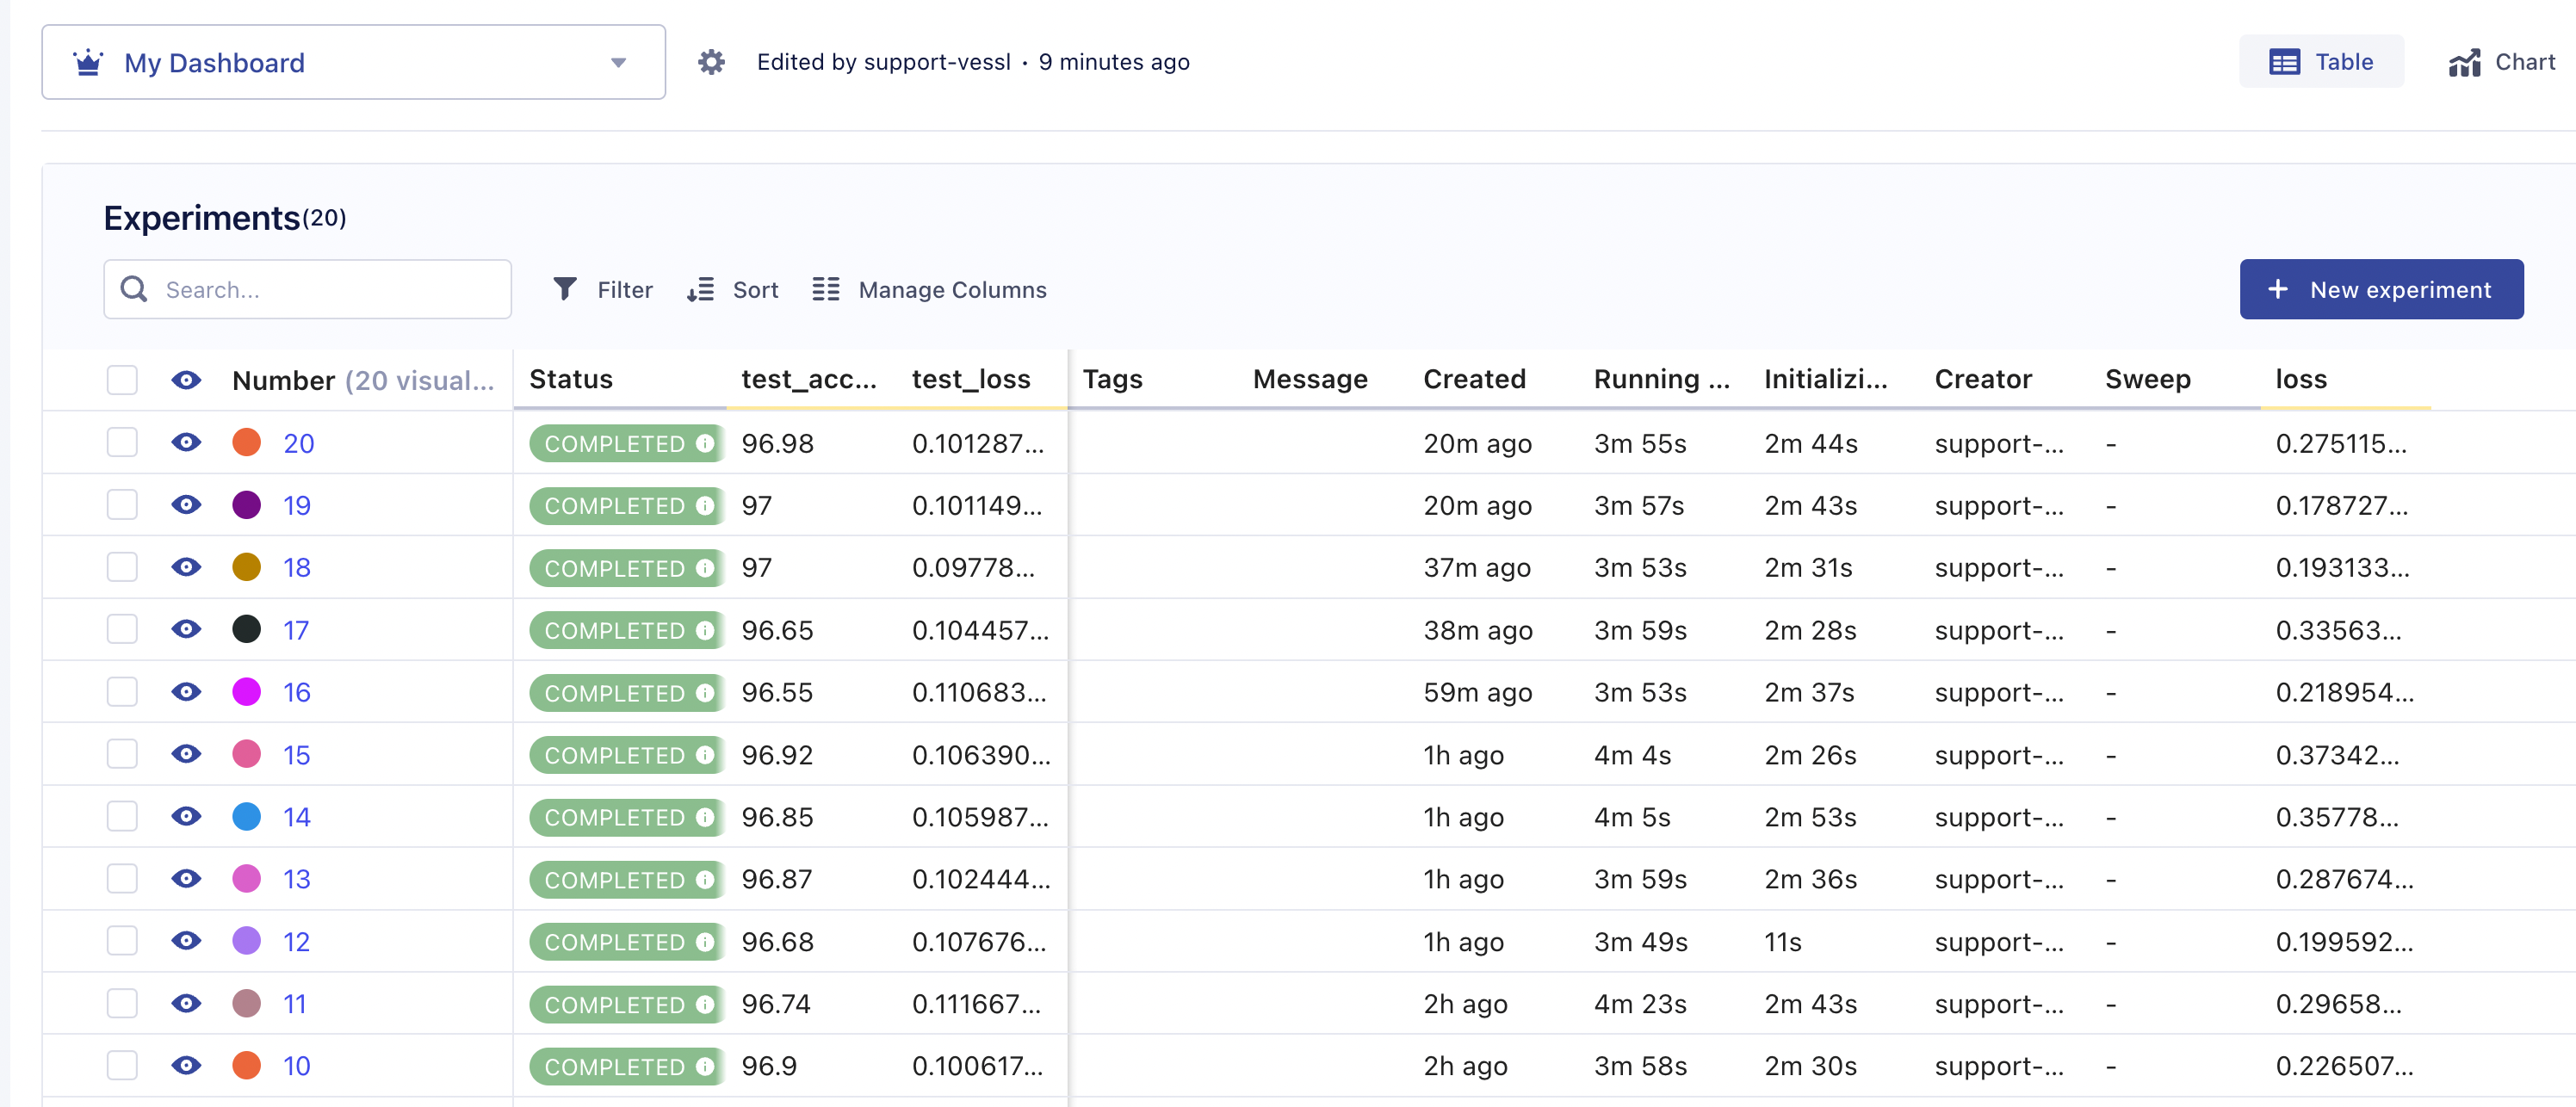 My Dashboard Edited by support-vessl · 9 minutes ago Table Chart
Experiments(20)
Search... Filter Sort Manage Columns + New experiment
Number (20 visual... Status test_acc... test_loss Tags Message Created Running ... Initializi... Creator Sweep loss
20 COMPLETED 96.98 0.101287... 20m ago 3m 55s 2m 44s support-... - 0.275115...
19 COMPLETED 97 0.101149... 20m ago 3m 57s 2m 43s support-... - 0.178727...
18 COMPLETED 97 0.09778... 37m ago 3m 53s 2m 31s support-... - 0.193133...
17 COMPLETED 96.65 0.104457... 38m ago 3m 59s 2m 28s support-... - 0.33563...
16 COMPLETED 96.55 0.110683... 59m ago 3m 53s 2m 37s support-... - 0.218954...
15 COMPLETED 96.92 0.106390... 1h ago 4m 4s 2m 26s support-... - 0.37342...
14 COMPLETED 96.85 0.105987... 1h ago 4m 5s 2m 53s support-... - 0.35778...
13 COMPLETED 96.87 0.102444... 1h ago 3m 59s 2m 36s support-... - 0.287674...
12 COMPLETED 96.68 0.107676... 1h ago 3m 49s 11s support-... - 0.199592...
11 COMPLETED 96.74 0.111667... 2h ago 4m 23s 2m 43s support-... - 0.29658...
10 COMPLETED 96.9 0.100617... 2h ago 3m 58s 2m 30s support-... - 0.226507...